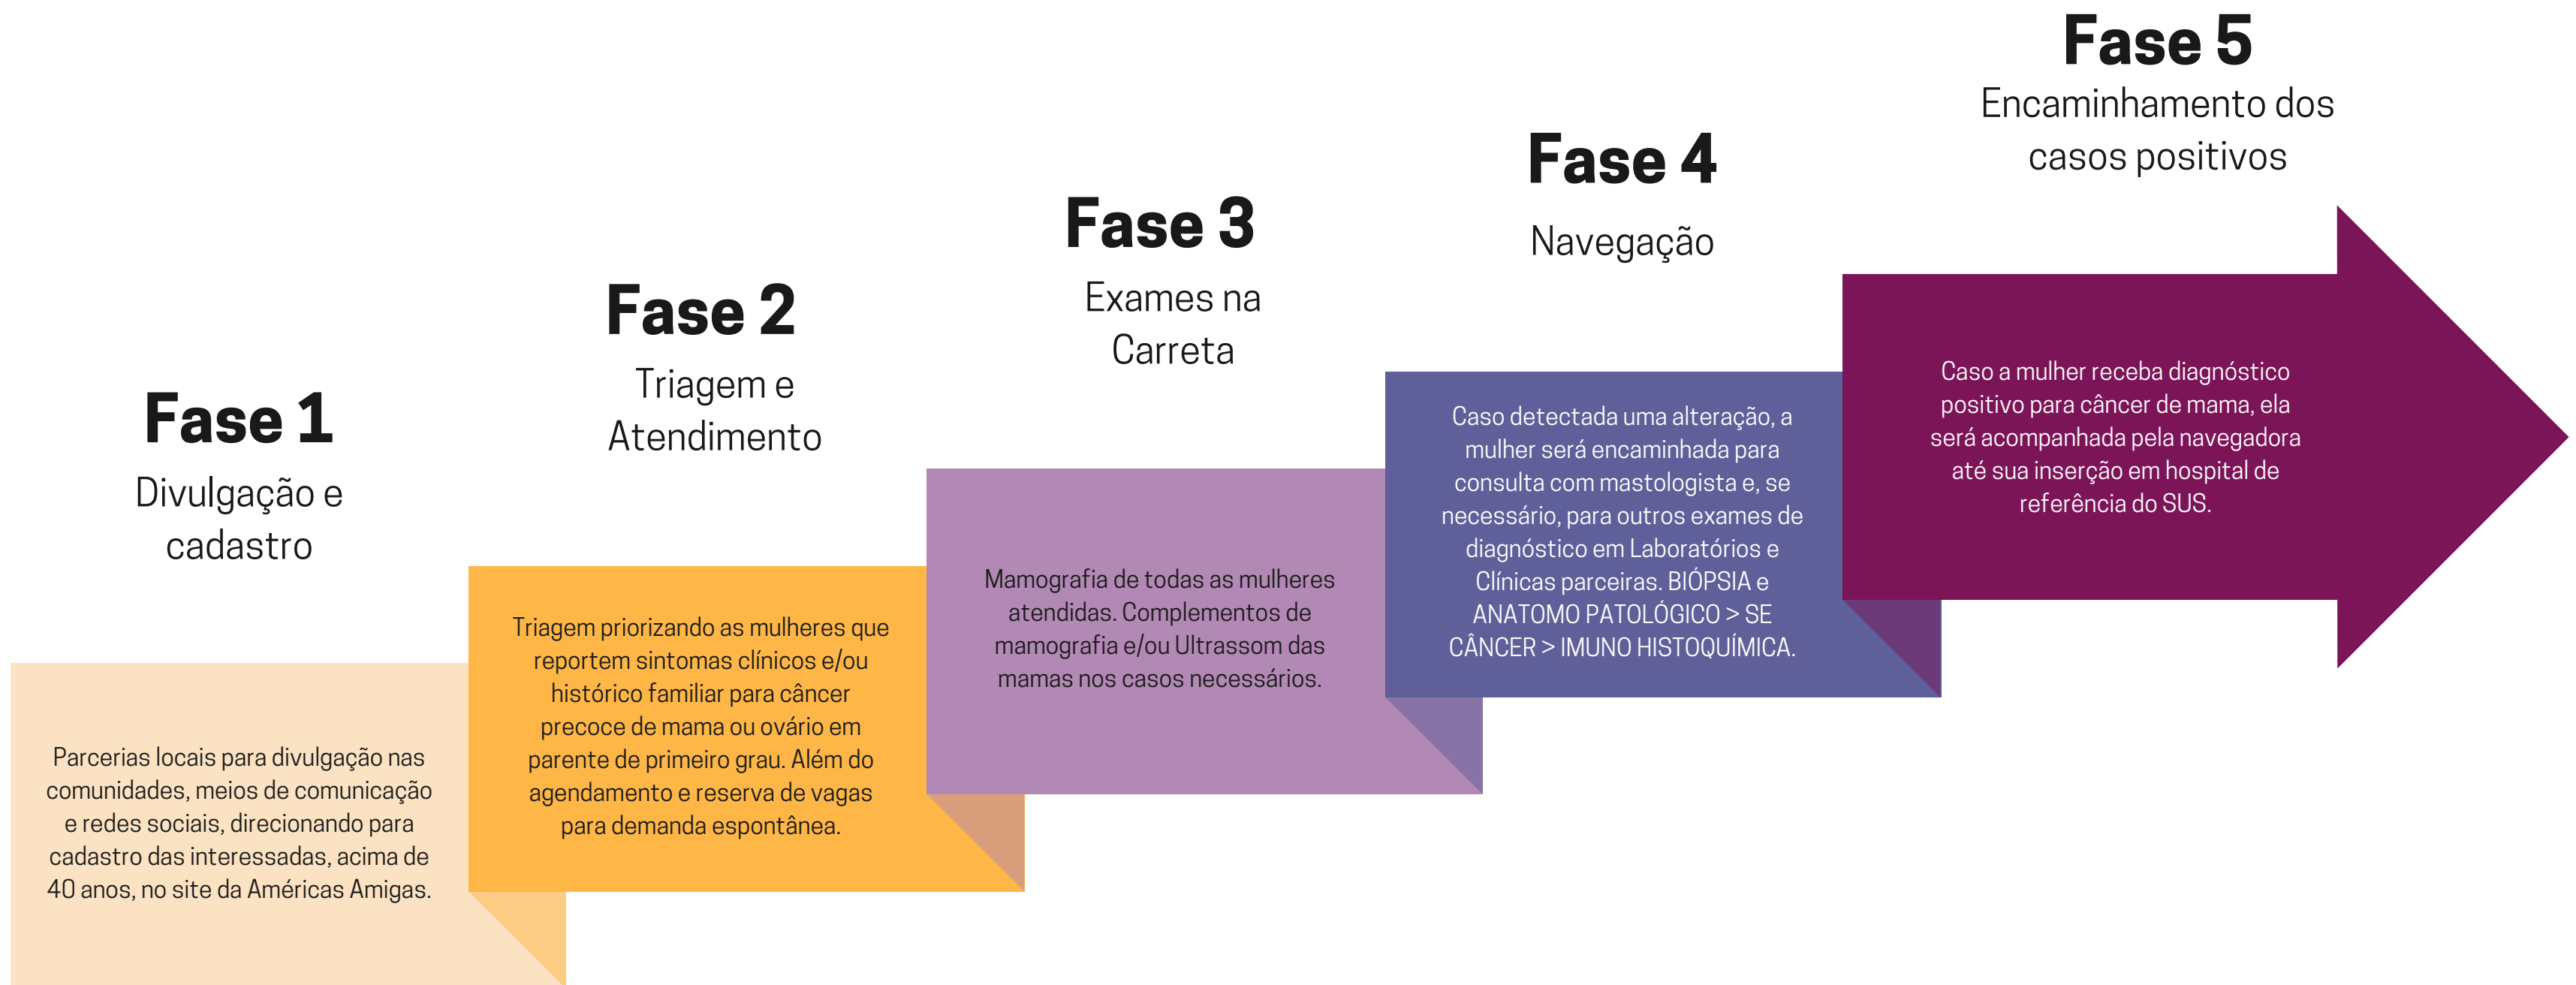 Fase 1
Divulgação e
cadastro
Parcerias locais para divulgação nas
comunidades, meios de comunicação
e redes sociais, direcionando para
cadastro das interessadas, acima de
40 anos, no site da Américas Amigas.
Fase 2
Triagem e
Atendimento
Triagem priorizando as mulheres que
reportem sintomas clínicos e/ou
histórico familiar para câncer
precoce de mama ou ovário em
parente de primeiro grau. Além do
agendamento e reserva de vagas
para demanda espontânea.
Fase 3
Exames na
Carreta
Mamografia de todas as mulheres
atendidas. Complementos de
mamografia e/ou Ultrassom das
mamas nos casos necessários.
Fase 4
Navegação
Caso detectada uma alteração, a
mulher será encaminhada para
consulta com mastologista e, se
necessário, para outros exames de
diagnóstico em Laboratórios e
Clínicas parceiras. BIÓPSIA e
ANATOMO PATOLÓGICO > SE
CÂNCER > IMUNO HISTOQUÍMICA.
Fase 5
Encaminhamento dos
casos positivos
Caso a mulher receba diagnóstico
positivo para câncer de mama, ela
será acompanhada pela navegadora
até sua inserção em hospital de
referência do SUS.